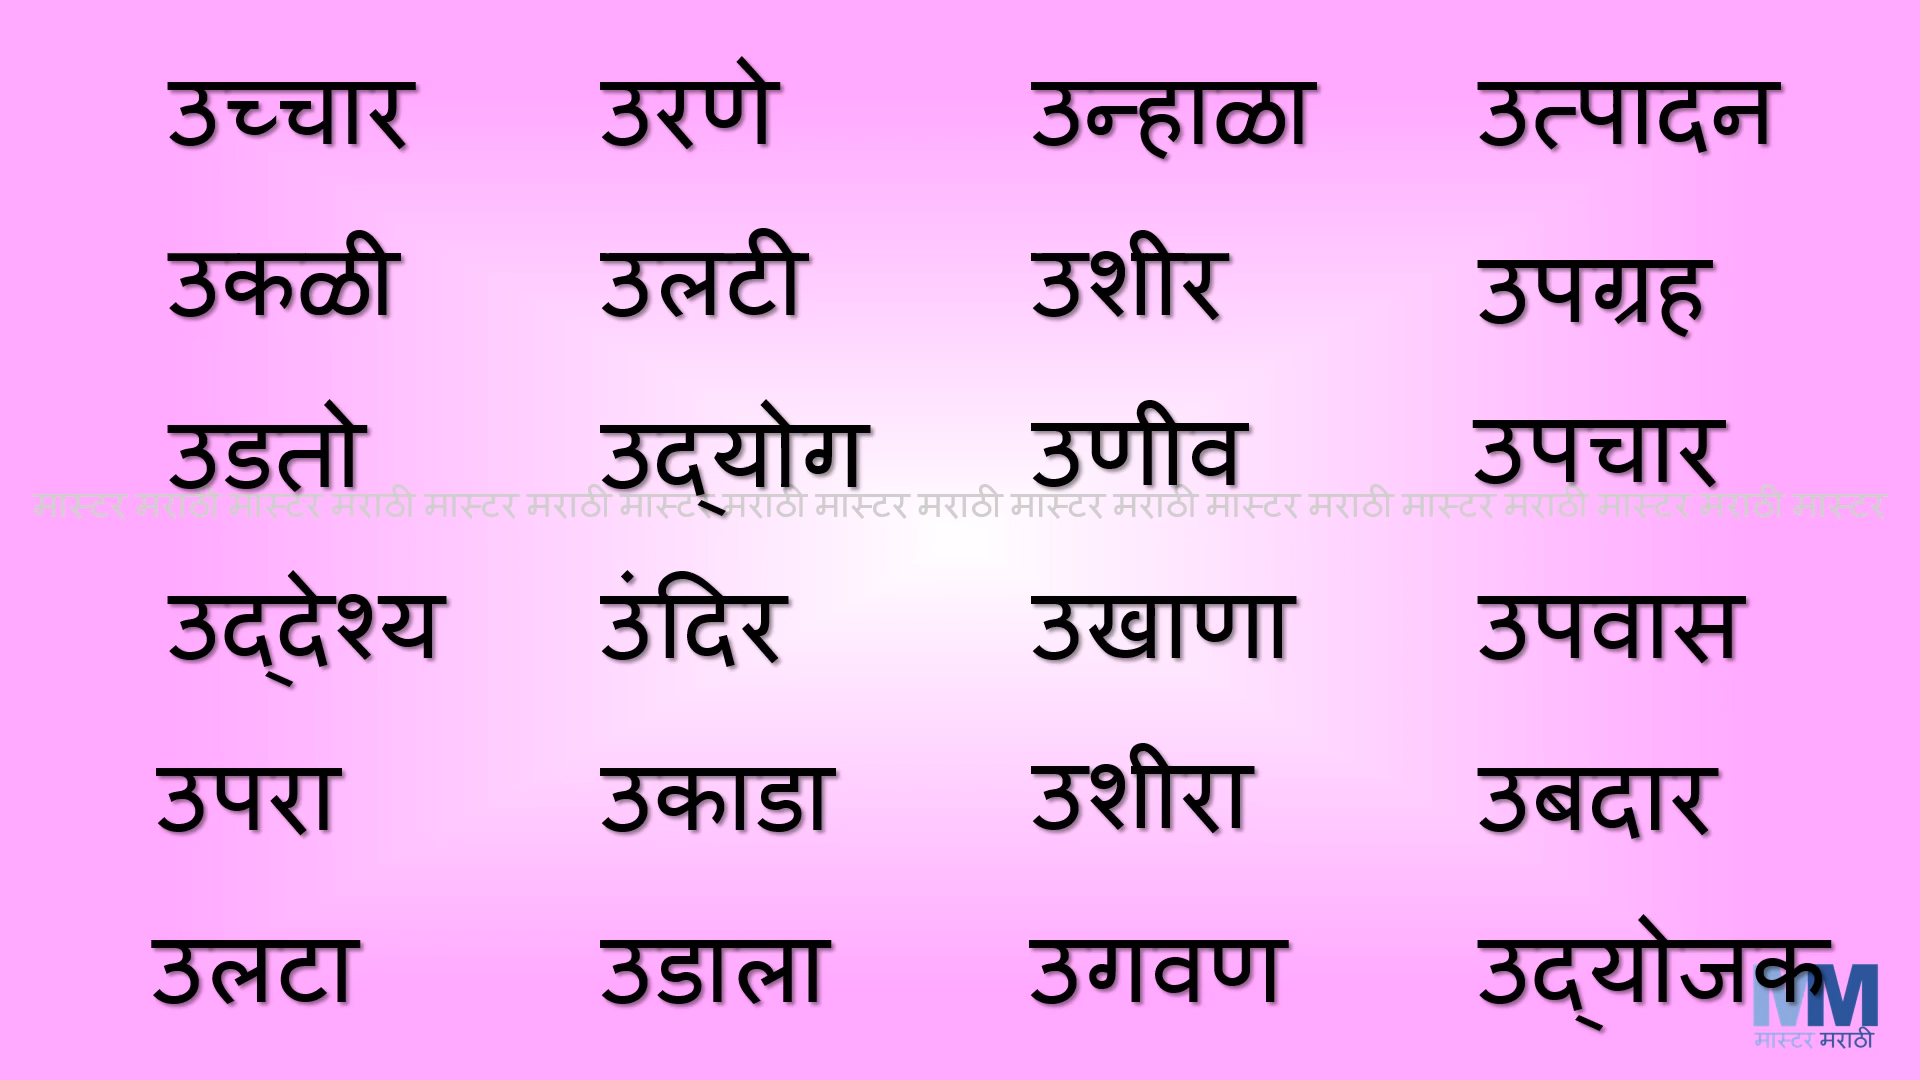 उच्चार उरणे उन्हाळा उत्पादन
उकळी उलटी उशीर उपग्रह
उडतो उद्‌योग उणीव उपचार
मास्टर मराठी मास्टर मराठी मास्टर मराठी मास्टर मराठी मास्टर मराठी मास्टर मराठी मास्टर मराठी मास्टर मराठी मास्टर मराठी मास्टर
उद्‌देश्य उंदिर उखाणा उपवास
उपरा उकाडा उशीरा उबदार
उलटा उडाला उगवण उद्‌योजक
MM
मास्टर मराठी